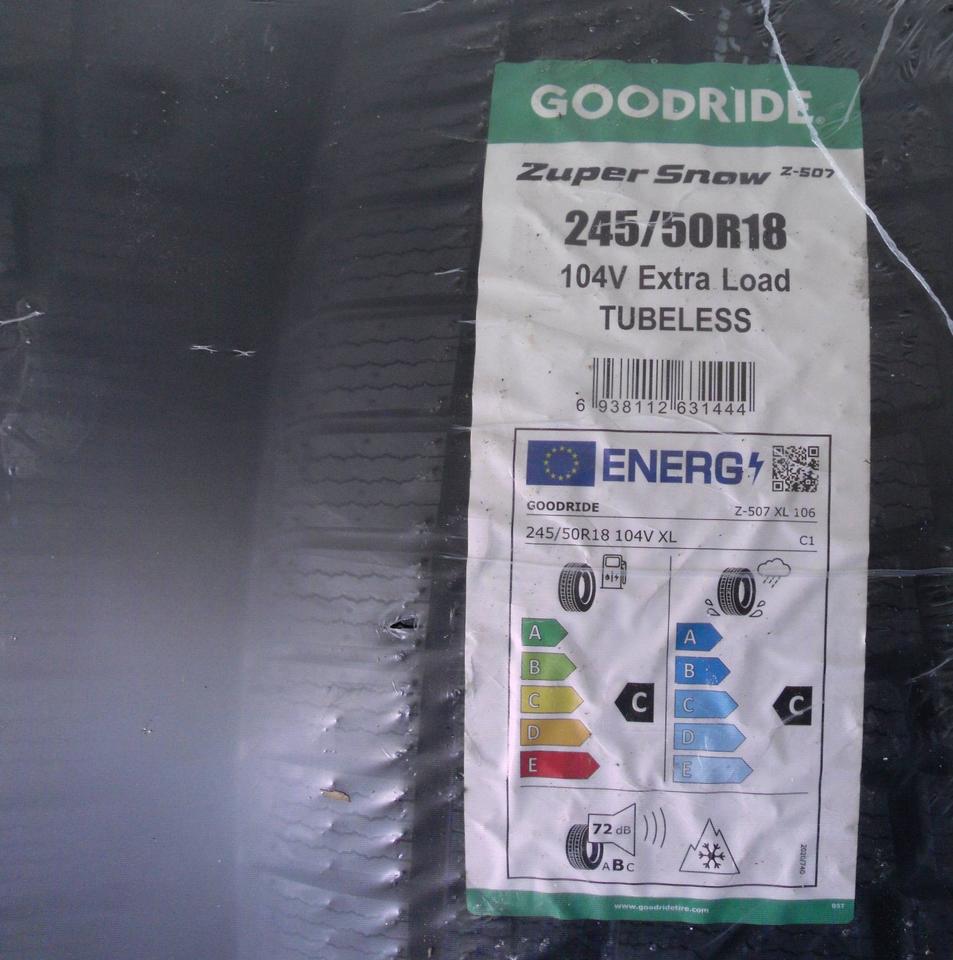 GOODRIDE®
Zuper Snow Z-507
245/50R18
104V Extra Load
TUBELESS
6 938112 631444
ENERG
GOODRIDE Z-507 XL 106
245/50R18 104V XL C1
A A
B B
C C C C
D D
E E
72 dB
ABC
2020/740
www.goodridetire.com 057